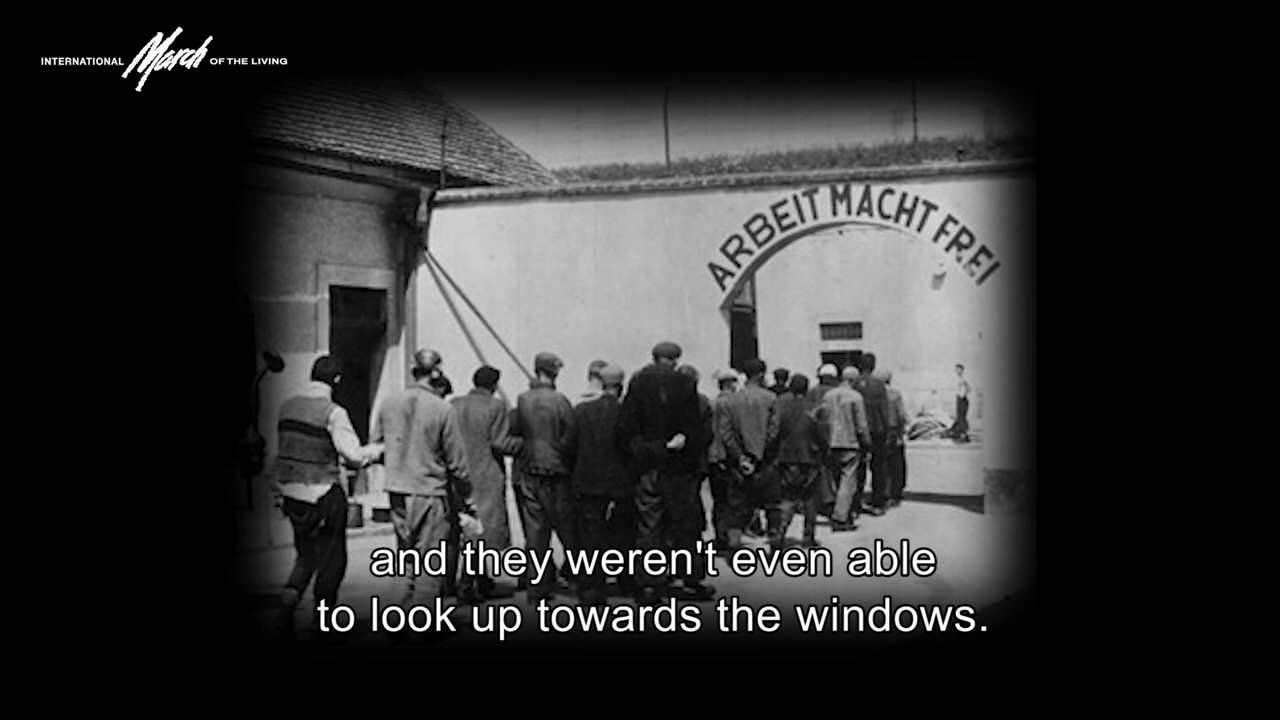 INTERNATIONAL March OF THE LIVING
ARBEIT MACHT FREI
and they weren't even able
to look up towards the windows.